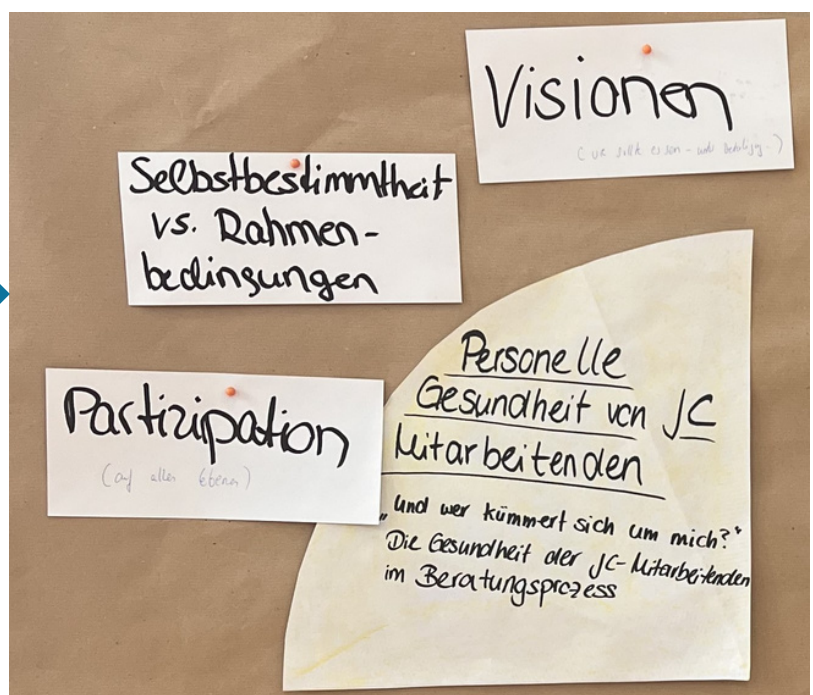 Visionen
Selbstbestimmtheit
vs. Rahmen-
bedingungen
Partizipation
(auf allen Ebenen)
Personelle
Gesundheit von JC
Mitarbeitenden
„Und wer kümmert sich um mich?“
Die Gesundheit der JC-Mitarbeitenden
im Beratungsprozess